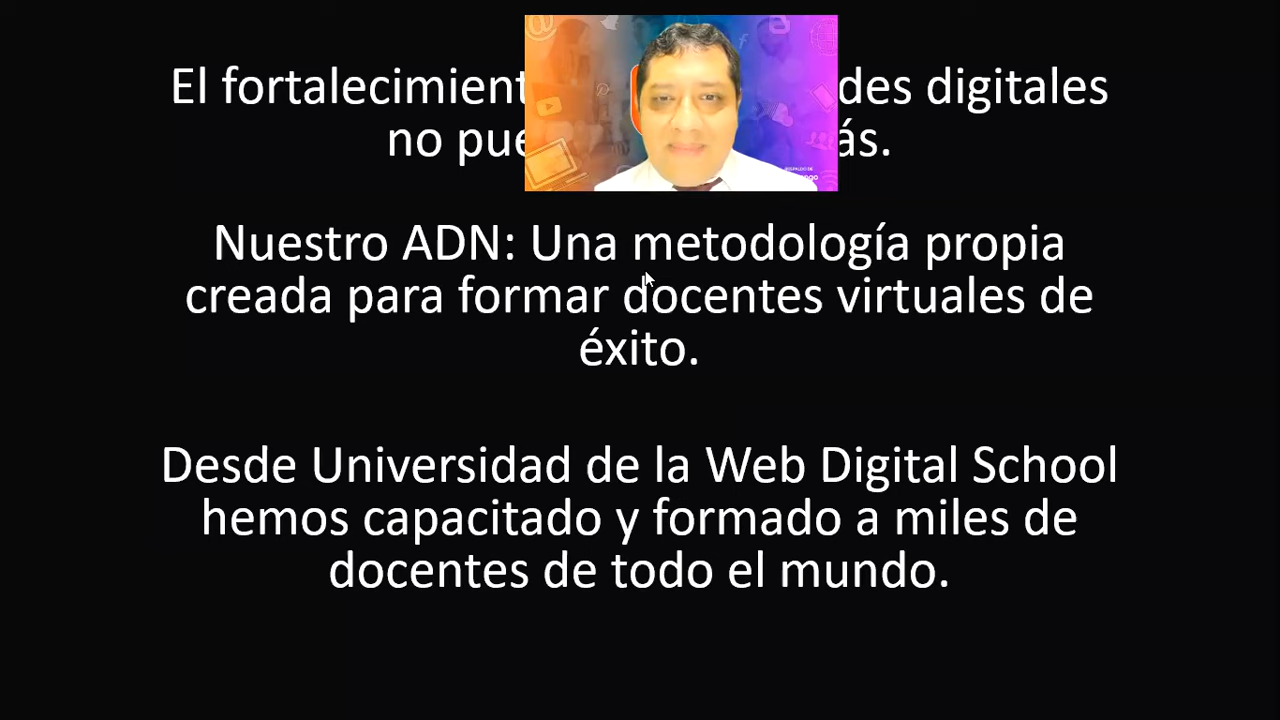 El fortalecimient des digitales
no pue ás.
Nuestro ADN: Una metodología propia
creada para formar docentes virtuales de
éxito.
Desde Universidad de la Web Digital School
hemos capacitado y formado a miles de
docentes de todo el mundo.